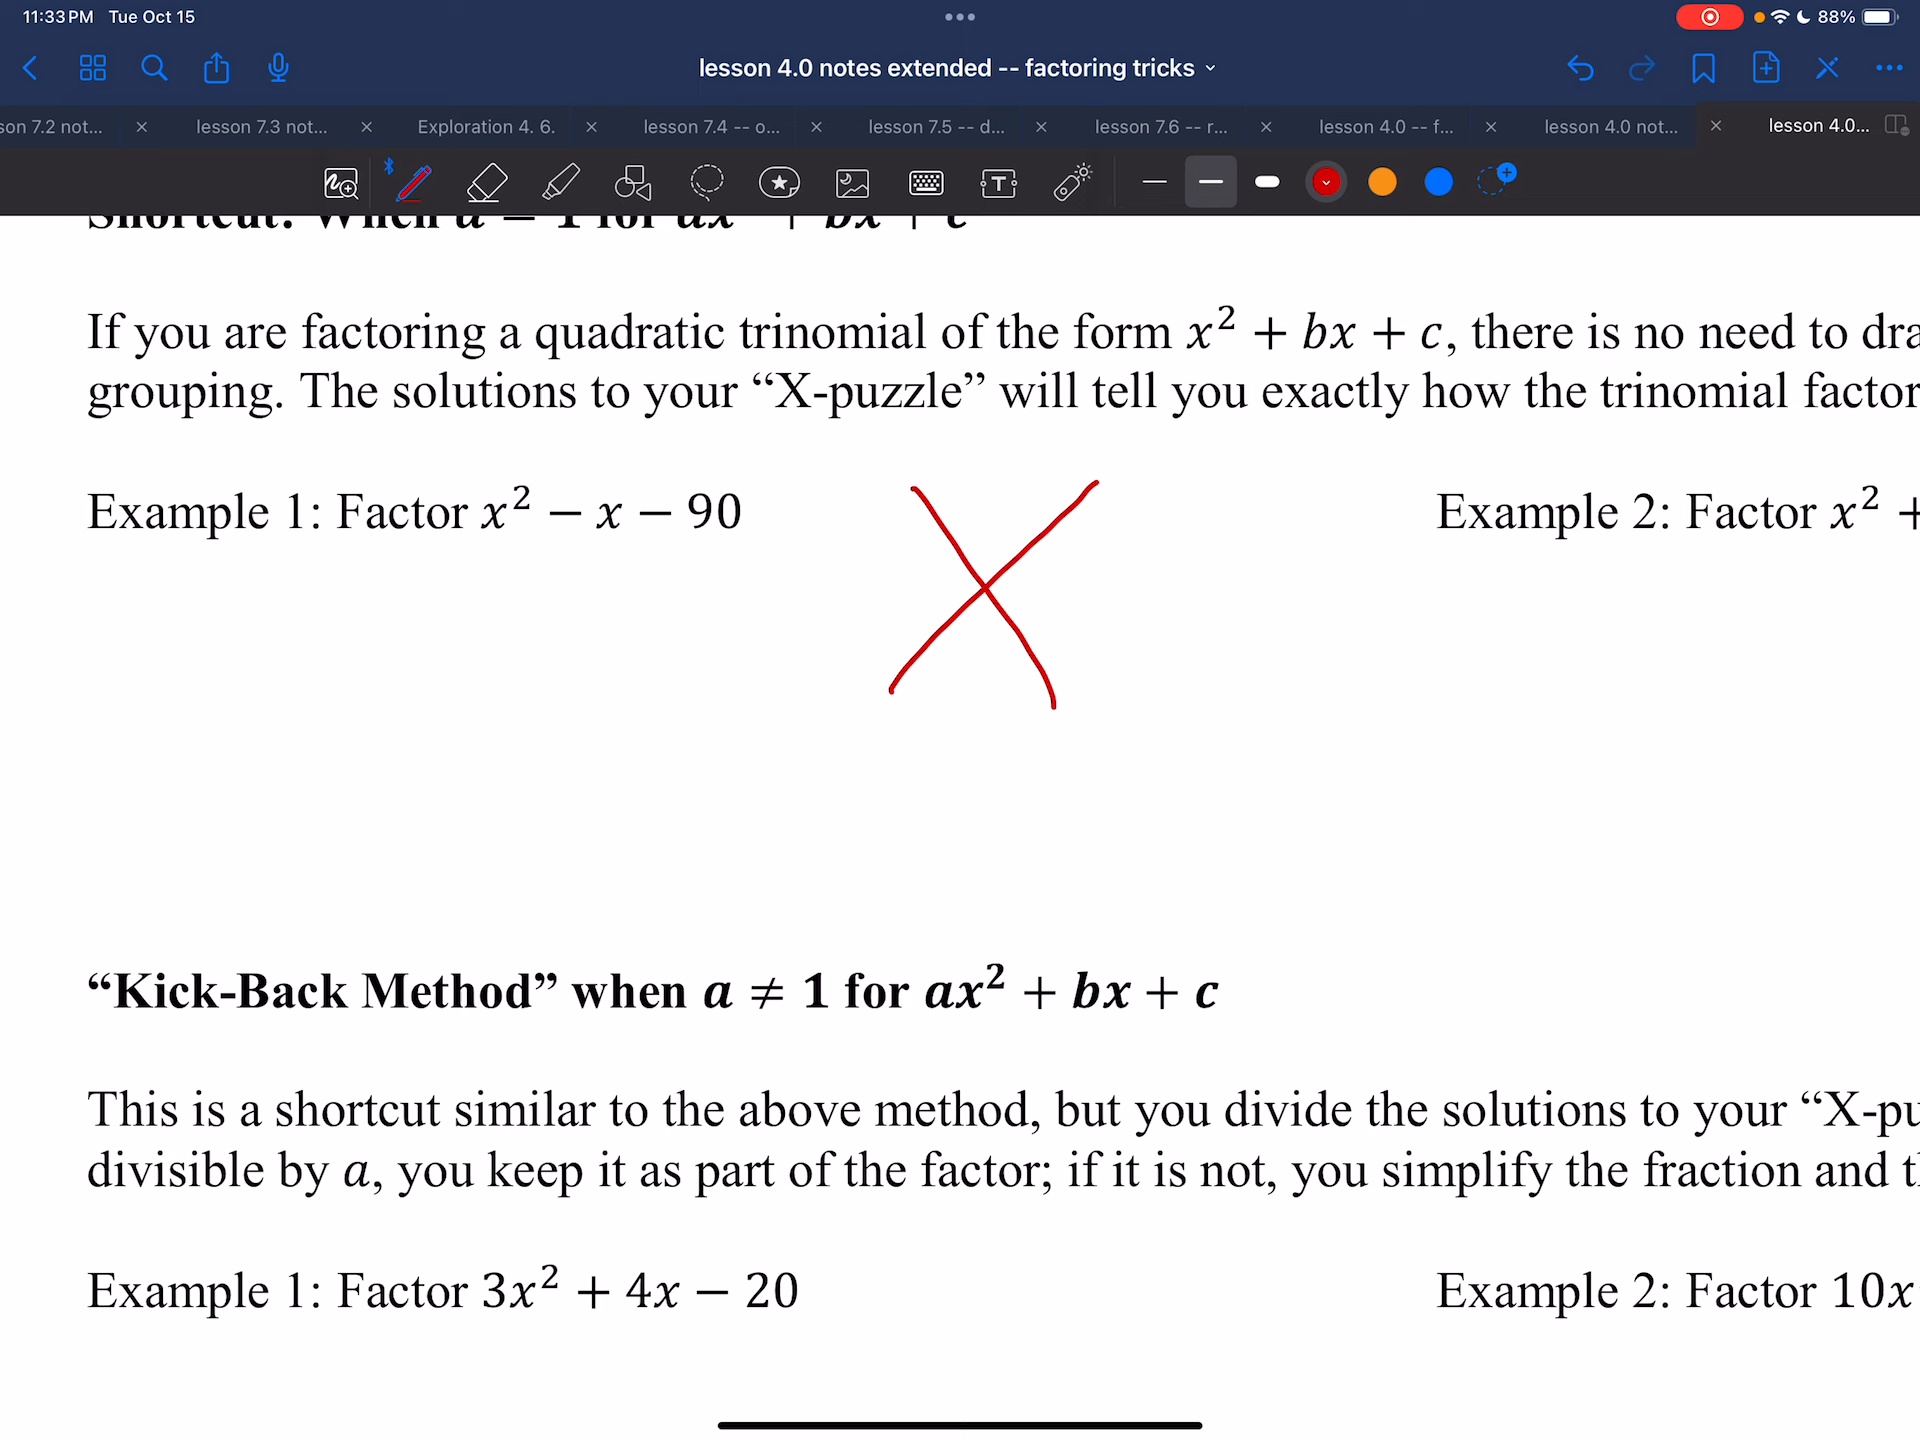 11:33 PM Tue Oct 15
88%
lesson 4.0 notes extended -- factoring tricks
son 7.2 not...
lesson 7.3 not...
Exploration 4. 6.
lesson 7.4 -- o...
lesson 7.5 -- d...
lesson 7.6 -- r...
lesson 4.0 -- f...
lesson 4.0 not...
lesson 4.0...
Shortcut: When a = 1 for ax² + bx + c
If you are factoring a quadratic trinomial of the form x² + bx + c, there is no need to dra
grouping. The solutions to your “X-puzzle” will tell you exactly how the trinomial factor
Example 1: Factor x² − x − 90
Example 2: Factor x² +
“Kick-Back Method” when a ≠ 1 for ax² + bx + c
This is a shortcut similar to the above method, but you divide the solutions to your “X-pu
divisible by a, you keep it as part of the factor; if it is not, you simplify the fraction and t
Example 1: Factor 3x² + 4x − 20
Example 2: Factor 10x